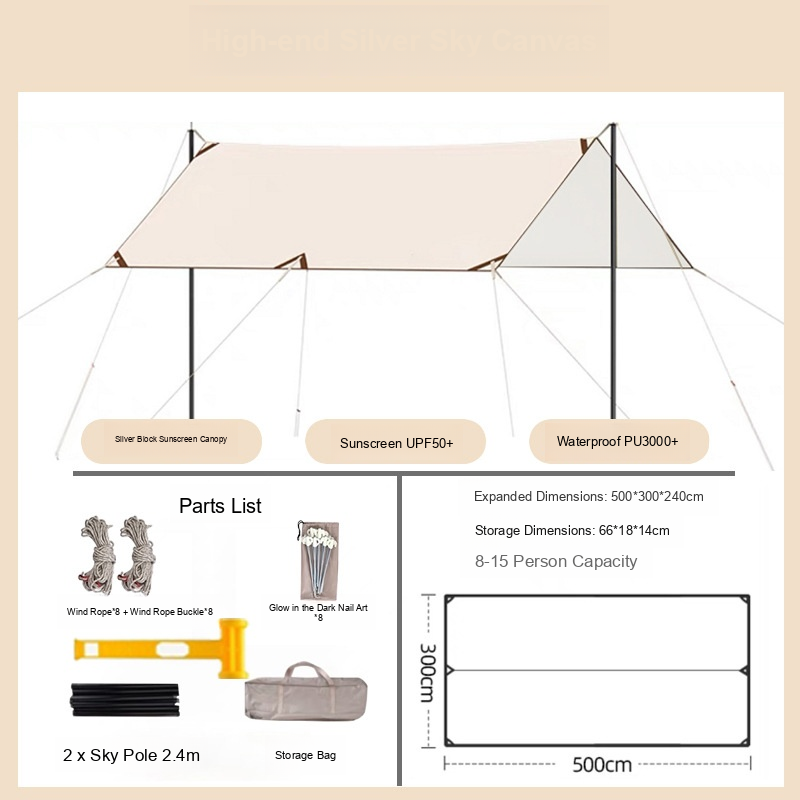 High-end Silver Sky Canvas
Silver Block Sunscreen Canopy
Sunscreen UPF50+
Waterproof PU3000+
Parts List
Wind Rope*8 + Wind Rope Buckle*8
Glow in the Dark Nail Art
*8
2 x Sky Pole 2.4m
Storage Bag
Expanded Dimensions: 500*300*240cm
Storage Dimensions: 66*18*14cm
8-15 Person Capacity
300cm
500cm